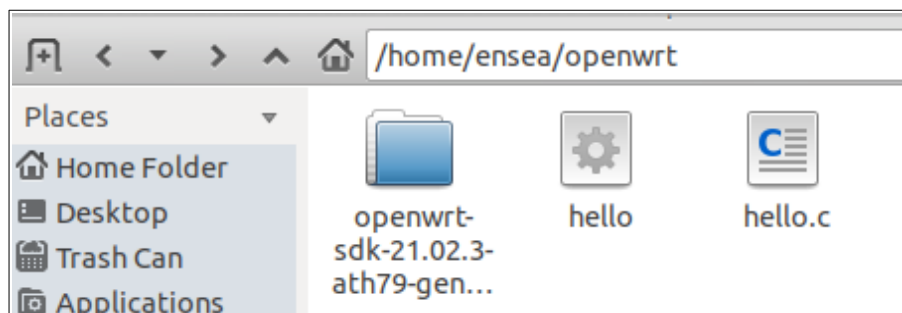 /home/ensea/openwrt
Places
Home Folder
Desktop
Trash Can
Applications
openwrt-
sdk-21.02.3-
ath79-gen...
hello
hello.c